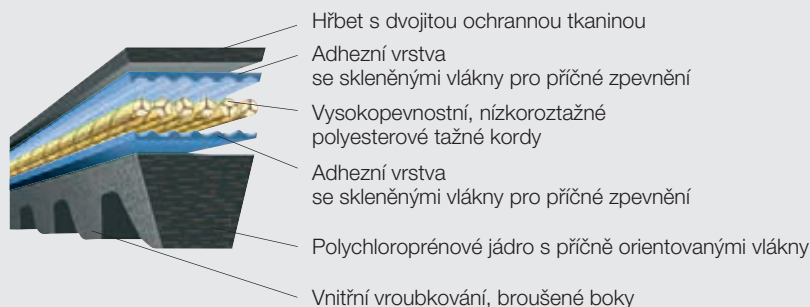 Hřbet s dvojitou ochrannou tkaninou
Adhezní vrstva
se skleněnými vlákny pro příčné zpevnění
Vysokopevnostní, nízkoroztažné
polyesterové tažné kordy
Adhezní vrstva
se skleněnými vlákny pro příčné zpevnění
Polychloroprénové jádro s příčně orientovanými vlákny
Vnitřní vroubkování, broušené boky